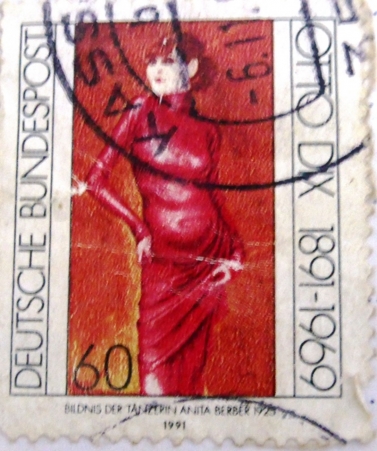 DEUTSCHE BUNDESPOST
OTTO DIX 1891-1969
60
BILDNIS DER TÄNZERIN ANITA BERBER 1925
1991